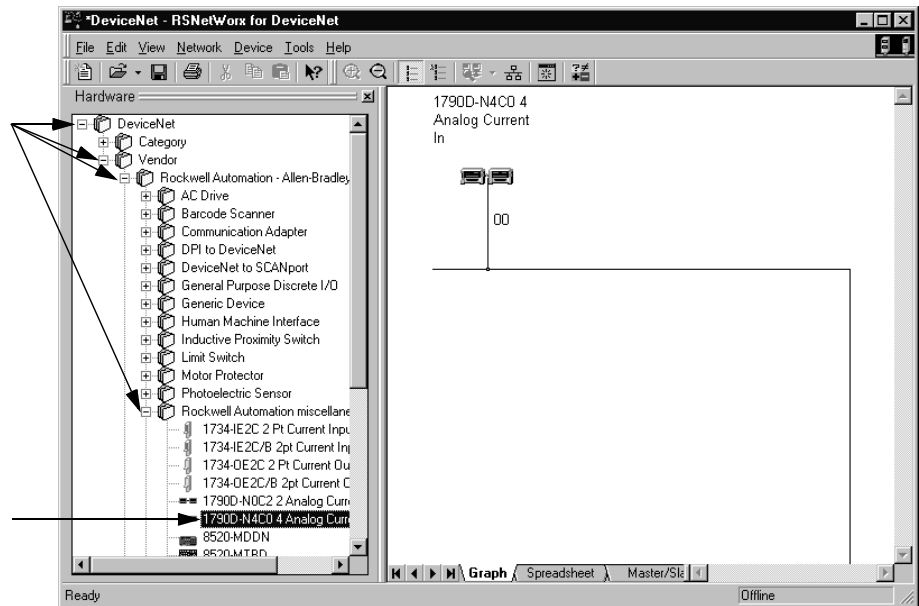 *DeviceNet - RSNetWorx for DeviceNet
File Edit View Network Device Tools Help
Hardware
DeviceNet
Category
Vendor
Rockwell Automation - Allen-Bradley
AC Drive
Barcode Scanner
Communication Adapter
DPI to DeviceNet
DeviceNet to SCANport
General Purpose Discrete I/O
Generic Device
Human Machine Interface
Inductive Proximity Switch
Limit Switch
Motor Protector
Photoelectric Sensor
Rockwell Automation miscellane
1734-IE2C 2 Pt Current Inpu
1734-IE2C/B 2pt Current In
1734-OE2C 2 Pt Current Ou
1734-OE2C/B 2pt Current C
1790D-N0C2 2 Analog Curr
1790D-N4C0 4 Analog Curr
8520-MDDN
8520-MTRD
1790D-N4C0 4
Analog Current
In
00
Graph Spreadsheet Master/Sla
Ready
Offline